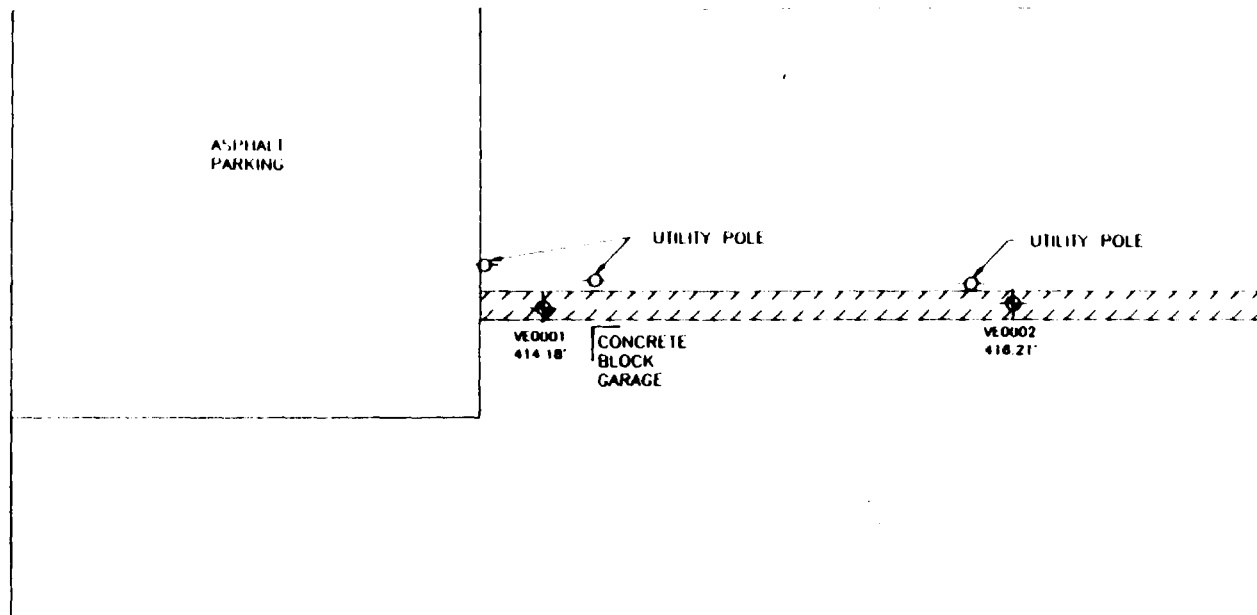 ASPHALT
PARKING
UTILITY POLE
UTILITY POLE
VE0001
414.18'
CONCRETE
BLOCK
GARAGE
VE0002
416.21'